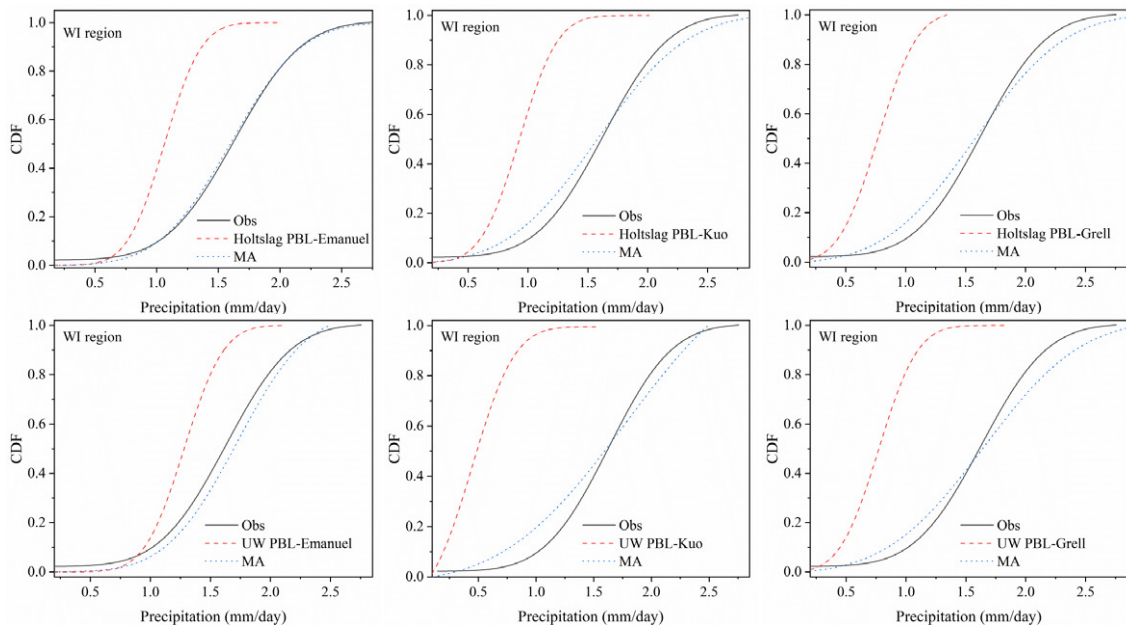 WI region
CDF
1.0
0.8
0.6
0.4
0.2
0.0
Obs
Holtslag PBL-Emanuel
MA
0.5 1.0 1.5 2.0 2.5
Precipitation (mm/day)
WI region
CDF
1.0
0.8
0.6
0.4
0.2
0.0
Obs
Holtslag PBL-Kuo
MA
0.5 1.0 1.5 2.0 2.5
Precipitation (mm/day)
WI region
CDF
1.0
0.8
0.6
0.4
0.2
0.0
Obs
Holtslag PBL-Grell
MA
0.5 1.0 1.5 2.0 2.5
Precipitation (mm/day)
WI region
CDF
1.0
0.8
0.6
0.4
0.2
0.0
Obs
UW PBL-Emanuel
MA
0.5 1.0 1.5 2.0 2.5
Precipitation (mm/day)
WI region
CDF
1.0
0.8
0.6
0.4
0.2
0.0
Obs
UW PBL-Kuo
MA
0.5 1.0 1.5 2.0 2.5
Precipitation (mm/day)
WI region
CDF
1.0
0.8
0.6
0.4
0.2
0.0
Obs
UW PBL-Grell
MA
0.5 1.0 1.5 2.0 2.5
Precipitation (mm/day)